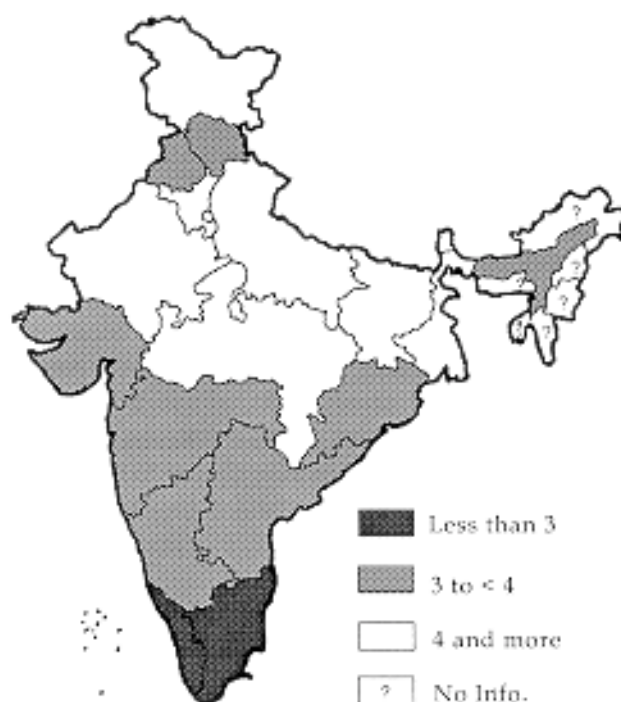 ?
?
?
?
? ?
Less than 3
3 to < 4
4 and more
? No Info.